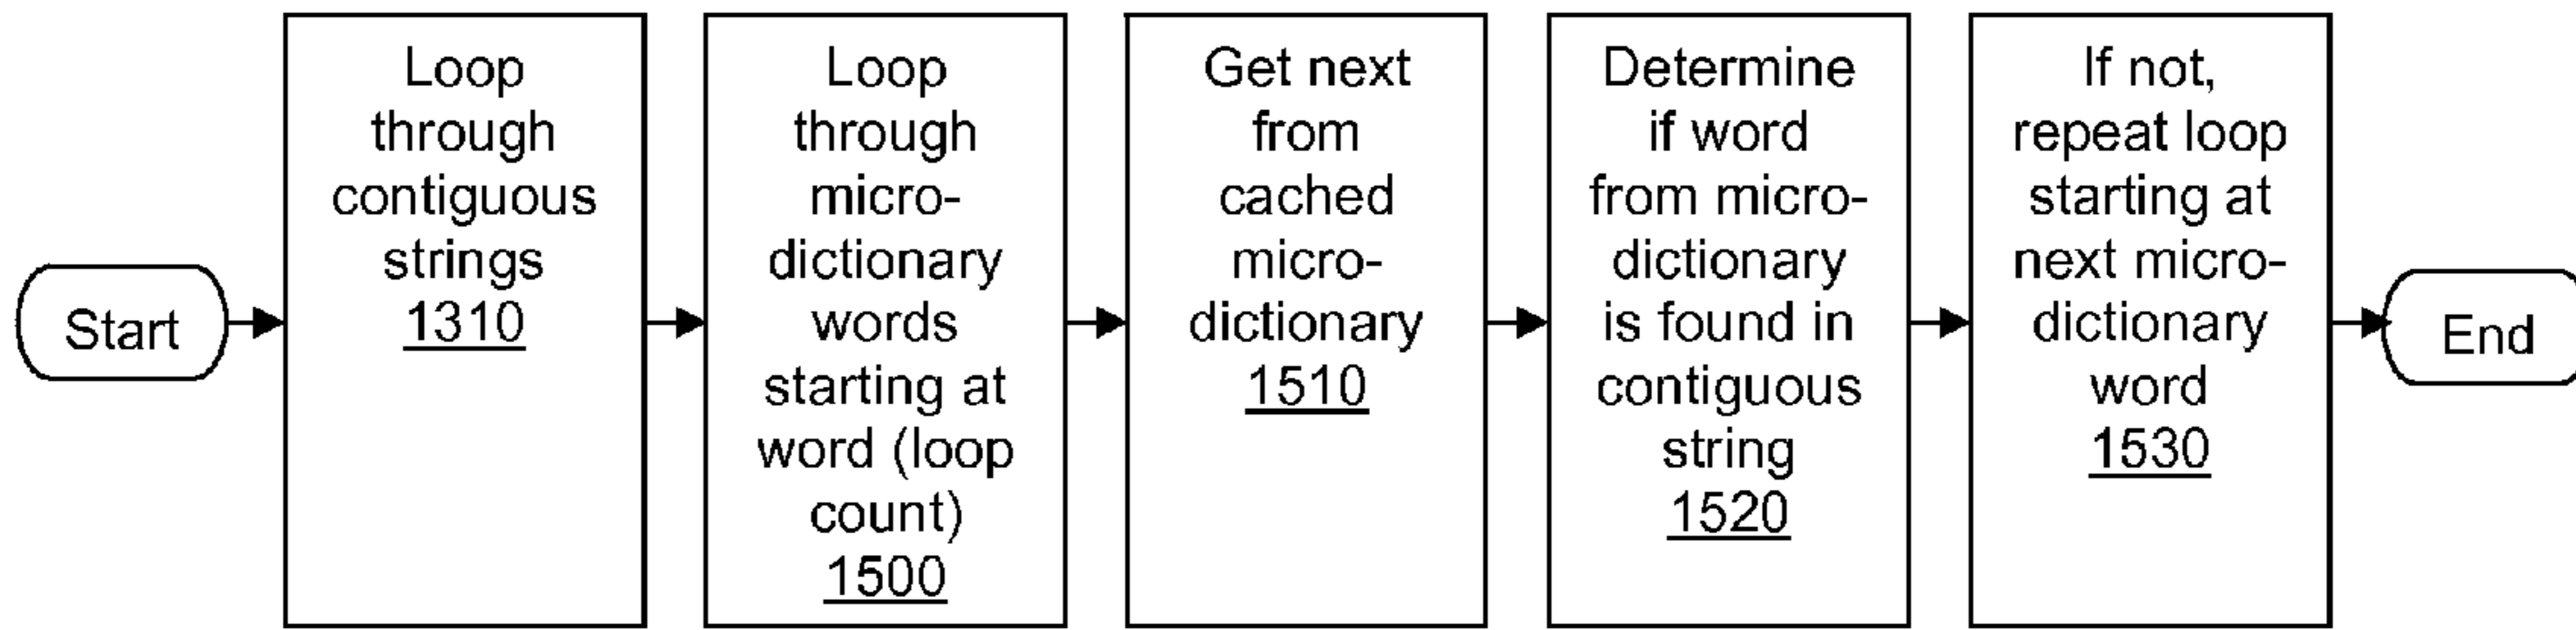 Start
Loop
through
contiguous
strings
1310
Loop
through
micro-
dictionary
words
starting at
word (loop
count)
1500
Get next
from
cached
micro-
dictionary
1510
Determine
if word
from micro-
dictionary
is found in
contiguous
string
1520
If not,
repeat loop
starting at
next micro-
dictionary
word
1530
End